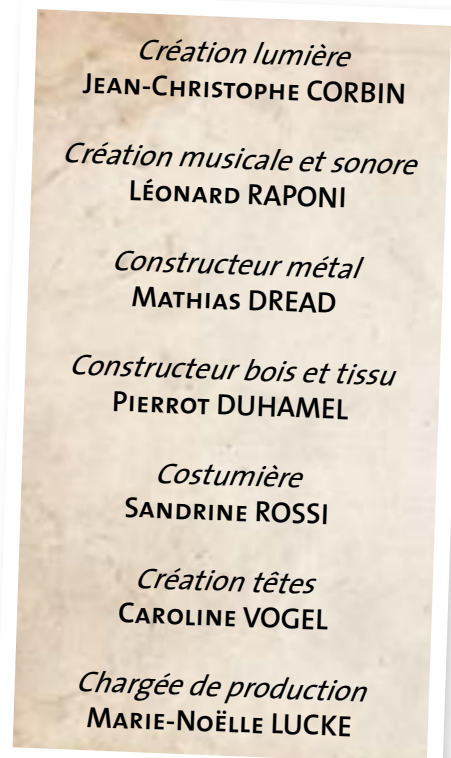 Création lumière
Jean-Christophe CORBIN
Création musicale et sonore
Léonard RAPONI
Constructeur métal
Mathias DREAD
Constructeur bois et tissu
Pierrot DUHAMEL
Costumière
Sandrine ROSSI
Création têtes
Caroline VOGEL
Chargée de production
Marie-Noëlle LUCKE